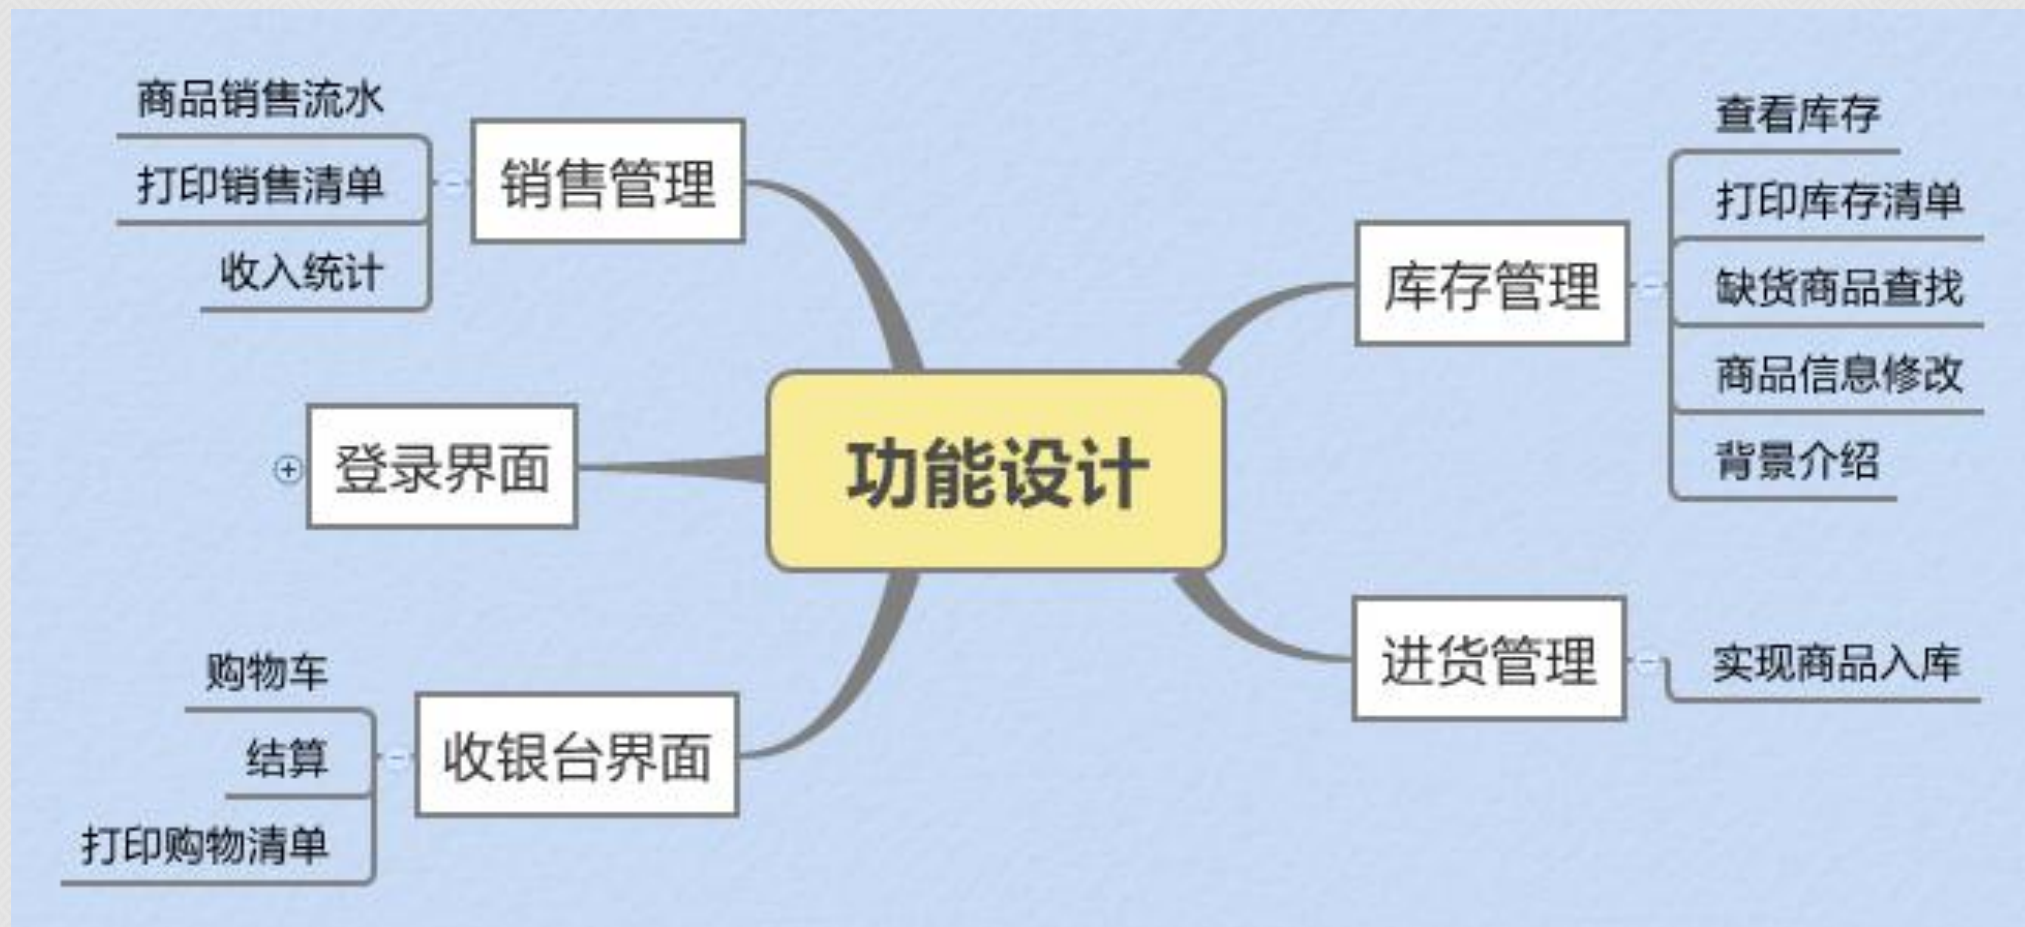 商品销售流水
打印销售清单
收入统计
销售管理
登录界面
购物车
结算
打印购物清单
收银台界面
功能设计
库存管理
查看库存
打印库存清单
缺货商品查找
商品信息修改
背景介绍
进货管理
实现商品入库